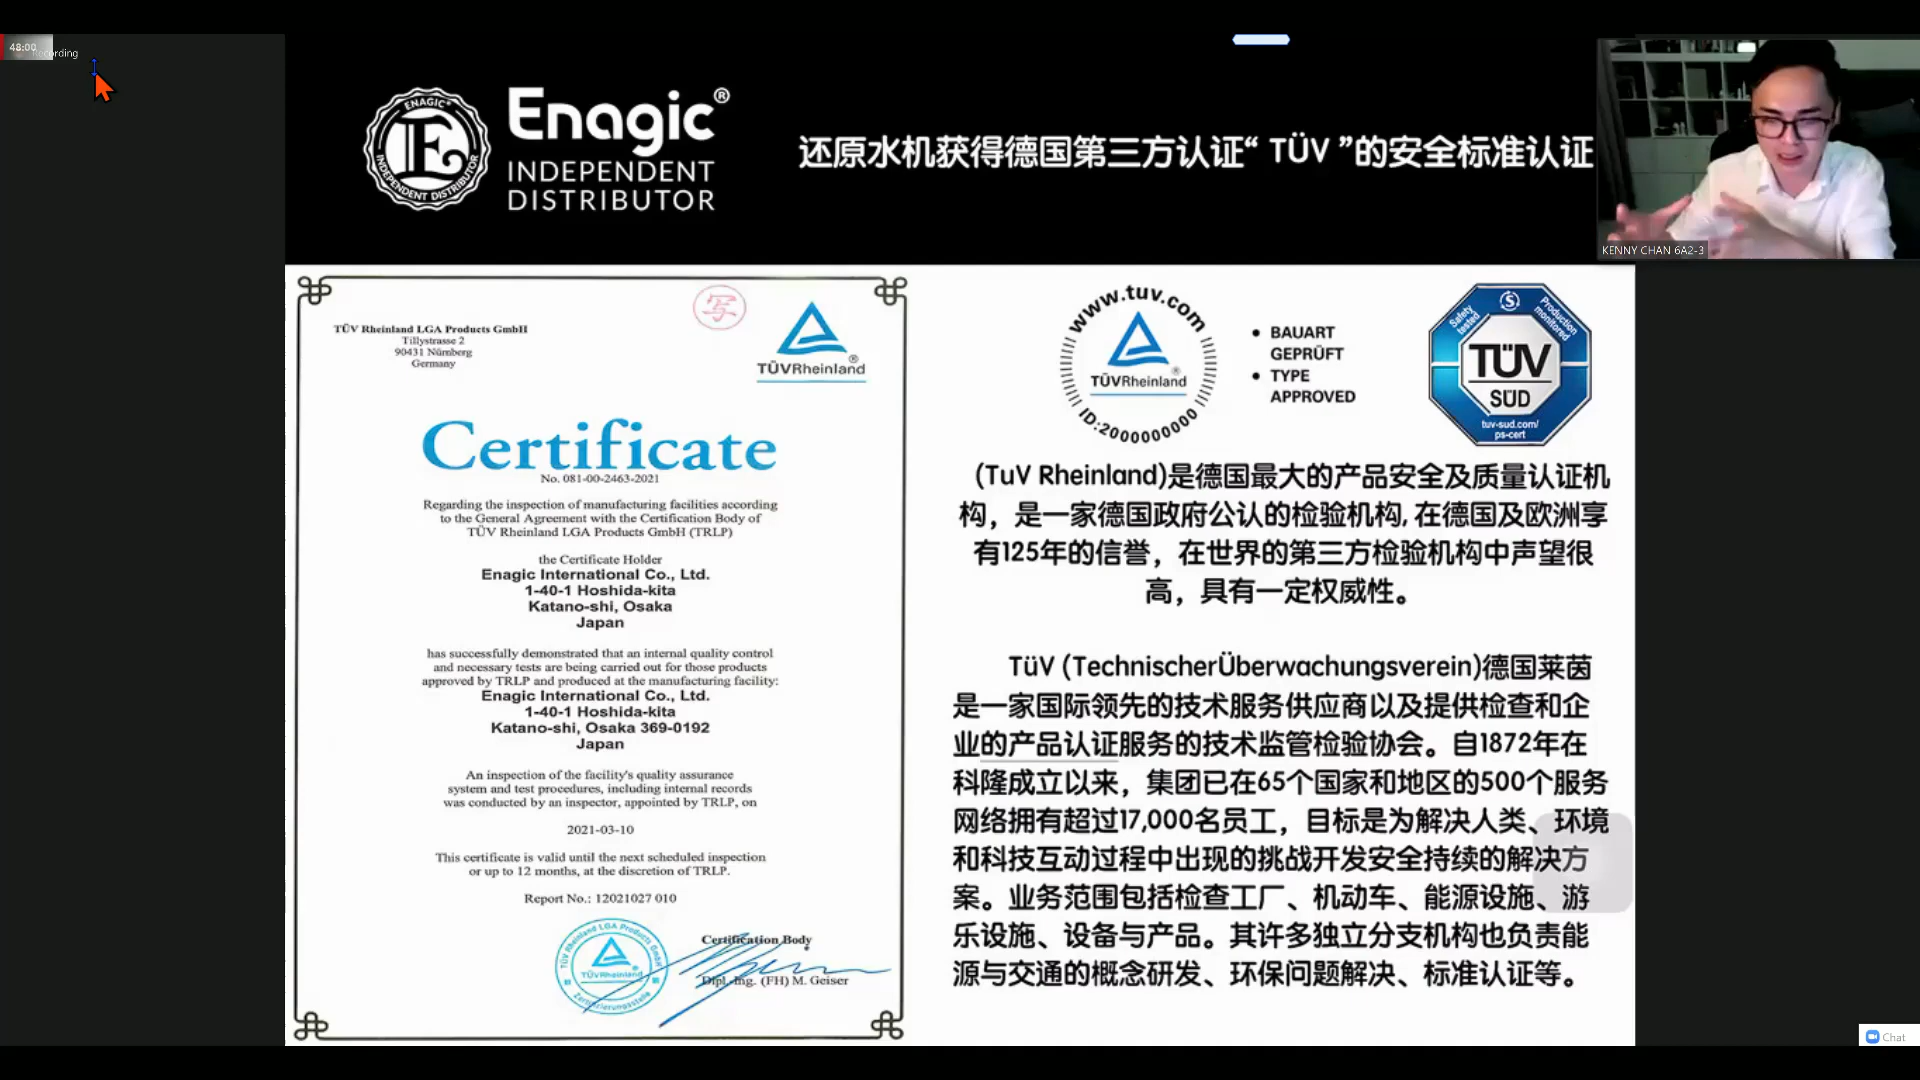 48:00
Recording
Enagic®
INDEPENDENT
DISTRIBUTOR
ENAGIC®
E
INDEPENDENT DISTRIBUTOR
还原水机获得德国第三方认证“ TÜV ”的安全标准认证
KENNY CHAN 6A2-3
TÜV Rheinland LGA Products GmbH
Tillystrasse 2
90431 Nürnberg
Germany
写
TÜVRheinland®
Certificate
No. 081-00-2463-2021
Regarding the inspection of manufacturing facilities according
to the General Agreement with the Certification Body of
TÜV Rheinland LGA Products GmbH (TRLP)
the Certificate Holder
Enagic International Co., Ltd.
1-40-1 Hoshida-kita
Katano-shi, Osaka
Japan
has successfully demonstrated that an internal quality control
and necessary tests are being carried out for those products
approved by TRLP and produced at the manufacturing facility:
Enagic International Co., Ltd.
1-40-1 Hoshida-kita
Katano-shi, Osaka 369-0192
Japan
An inspection of the facility's quality assurance
system and test procedures, including internal records
was conducted by an inspector, appointed by TRLP, on
2021-03-10
This certificate is valid until the next scheduled inspection
or up to 12 months, at the discretion of TRLP.
Report No.: 12021027 010
TÜV Rheinland LGA Products GmbH
TÜVRheinland
Zertifizierungsstelle
Certification Body
Dipl.-Ing. (FH) M. Geiser
www.tuv.com
TÜVRheinland®
ID:2000000000
• BAUART
GEPRÜFT
• TYPE
APPROVED
Safety tested
S
Production monitored
TÜV
SÜD
tuv-sud.com/
ps-cert
(TuV Rheinland)是德国最大的产品安全及质量认证机
构，是一家德国政府公认的检验机构,在德国及欧洲享
有125年的信誉，在世界的第三方检验机构中声望很
高，具有一定权威性。
TüV (TechnischerÜberwachungsverein)德国莱茵
是一家国际领先的技术服务供应商以及提供检查和企
业的产品认证服务的技术监管检验协会。自1872年在
科隆成立以来，集团已在65个国家和地区的500个服务
网络拥有超过17,000名员工，目标是为解决人类、环境
和科技互动过程中出现的挑战开发安全持续的解决方
案。业务范围包括检查工厂、机动车、能源设施、游
乐设施、设备与产品。其许多独立分支机构也负责能
源与交通的概念研发、环保问题解决、标准认证等。
Chat